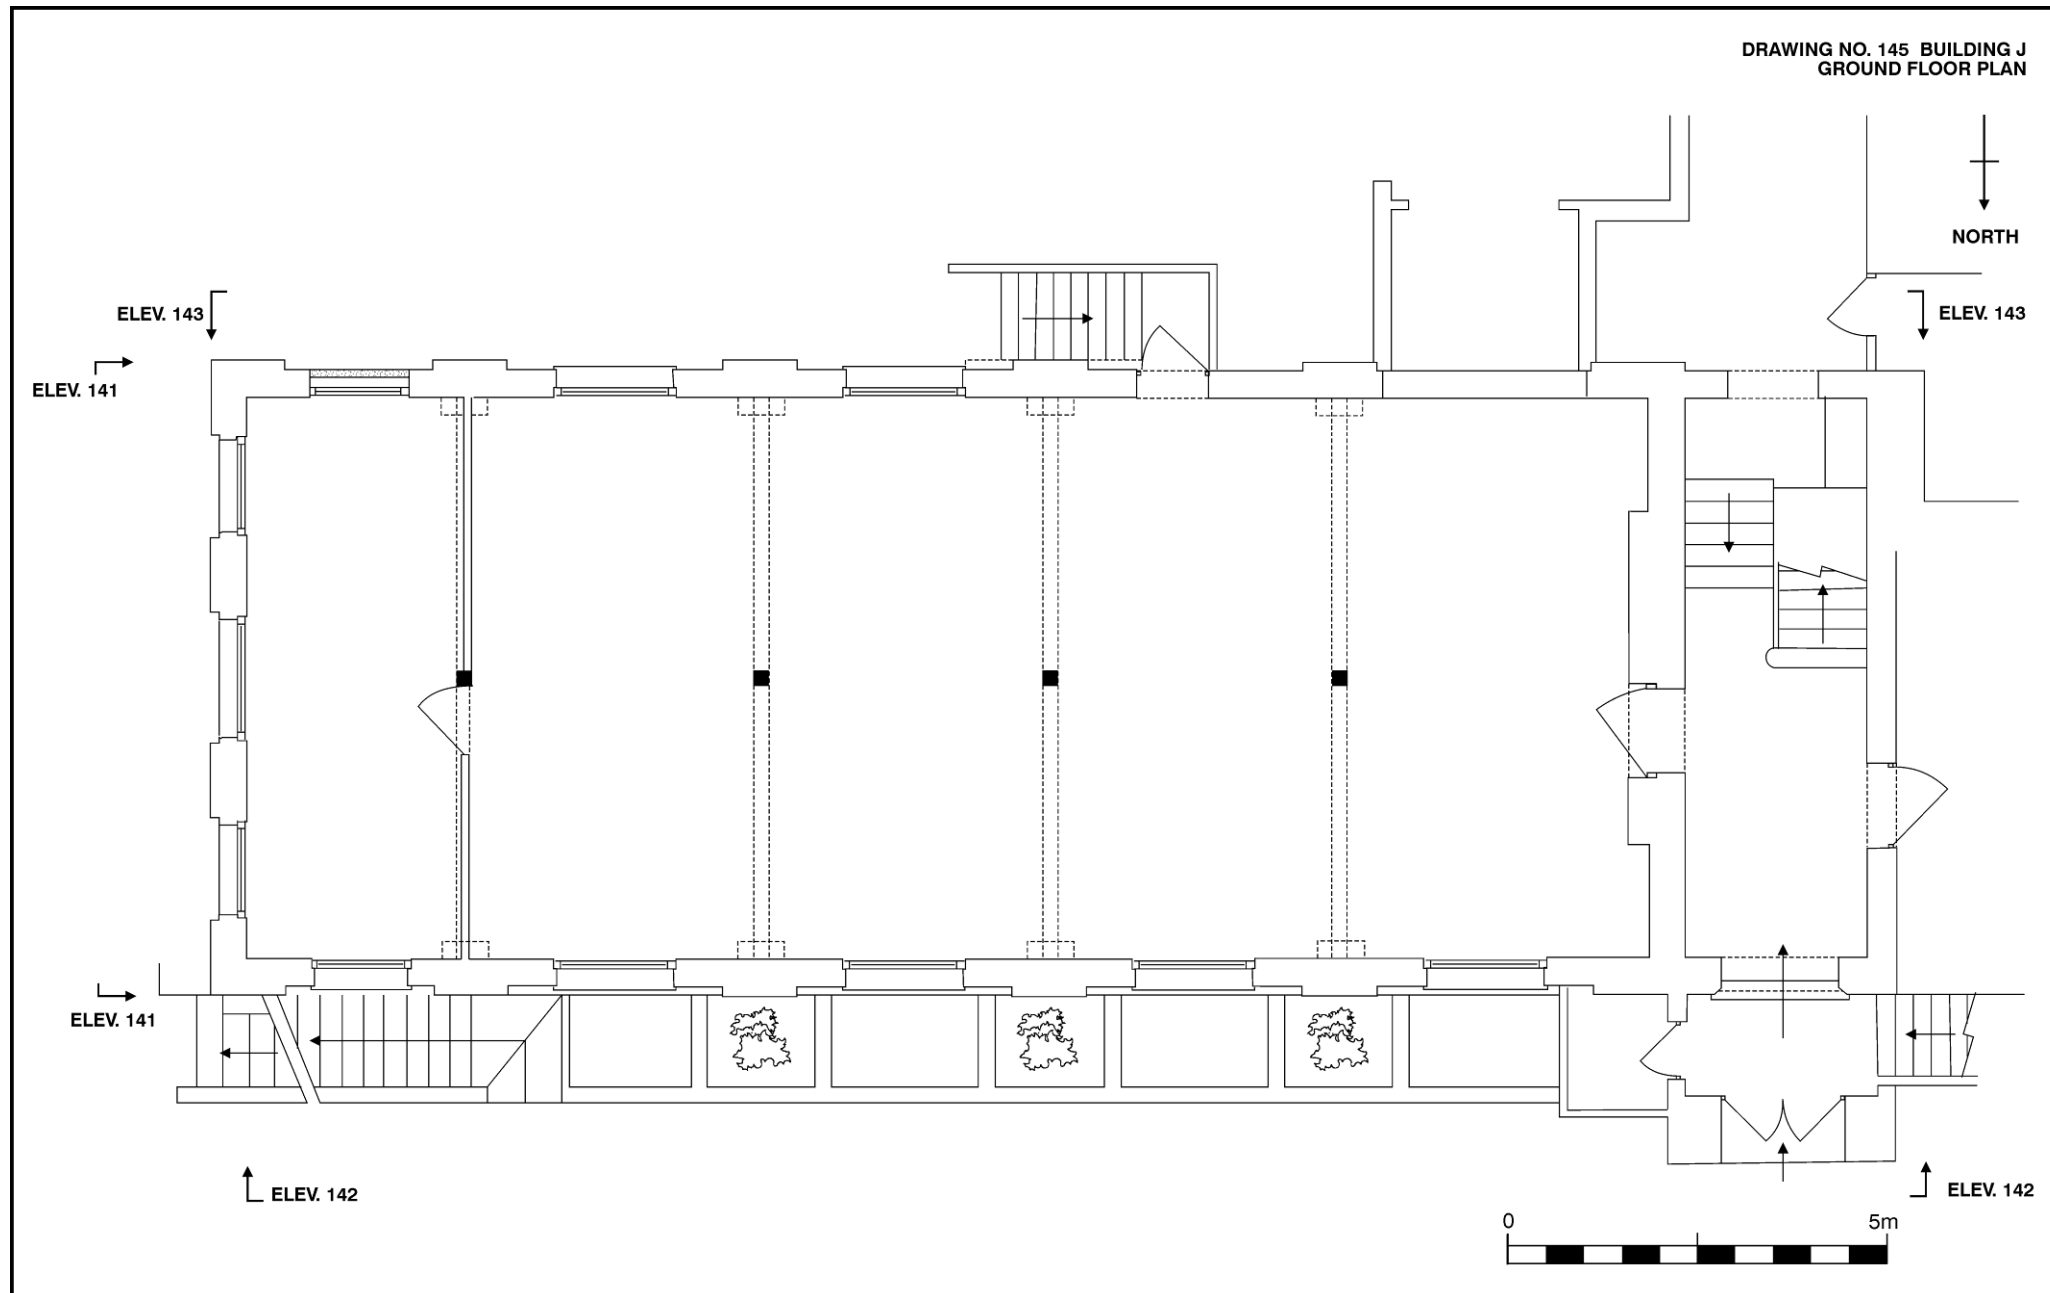 DRAWING NO. 145 BUILDING J
GROUND FLOOR PLAN
NORTH
ELEV. 143
ELEV. 143
ELEV. 141
ELEV. 141
ELEV. 142
ELEV. 142
0 5m